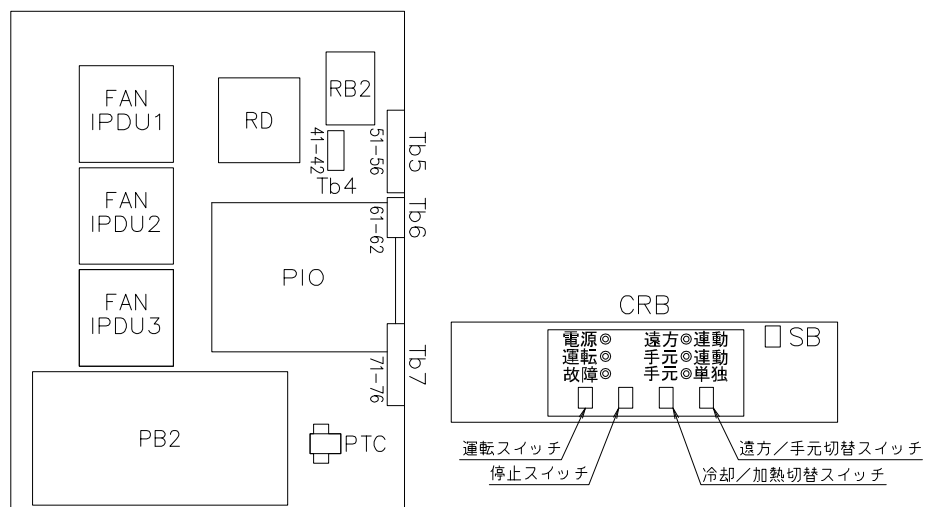 FAN
IPDU1
RD
RB2
41-42
Tb4
51-56
Tb5
FAN
IPDU2
61-62
Tb6
PIO
FAN
IPDU3
71-76
Tb7
PB2
PTC
CRB
電源◎ 遠方◎連動
運転◎ 手元◎連動
故障◎ 手元◎単独
SB
運転スイッチ
遠方/手元切替スイッチ
停止スイッチ
冷却/加熱切替スイッチ